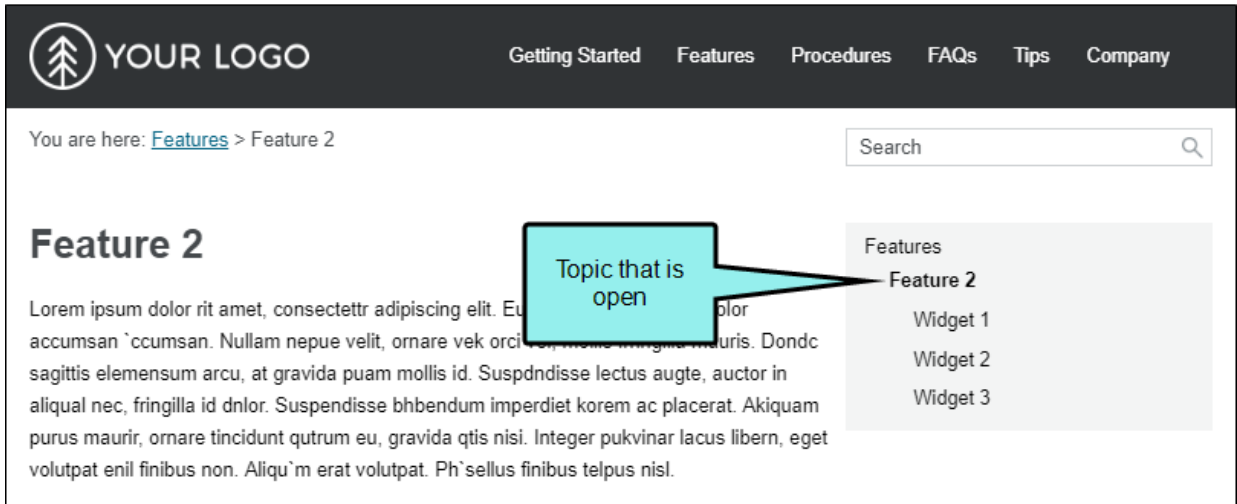 YOUR LOGO
Getting Started Features Procedures FAQs Tips Company
You are here: Features > Feature 2
Search
Feature 2
Lorem ipsum dolor rit amet, consectettr adipiscing elit. Eu olor
accumsan `ccumsan. Nullam nepue velit, ornare vek orci mauris. Dondc
sagittis elemensum arcu, at gravida puam mollis id. Suspdndisse lectus augte, auctor in
aliqual nec, fringilla id dnlor. Suspendisse bhbendum imperdiet korem ac placerat. Akiquam
purus maurir, ornare tincidunt qutrum eu, gravida qtis nisi. Integer pukvinar lacus libern, eget
volutpat enil finibus non. Aliqu`m erat volutpat. Ph`sellus finibus telpus nisl.
Topic that is
open
Features
Feature 2
Widget 1
Widget 2
Widget 3